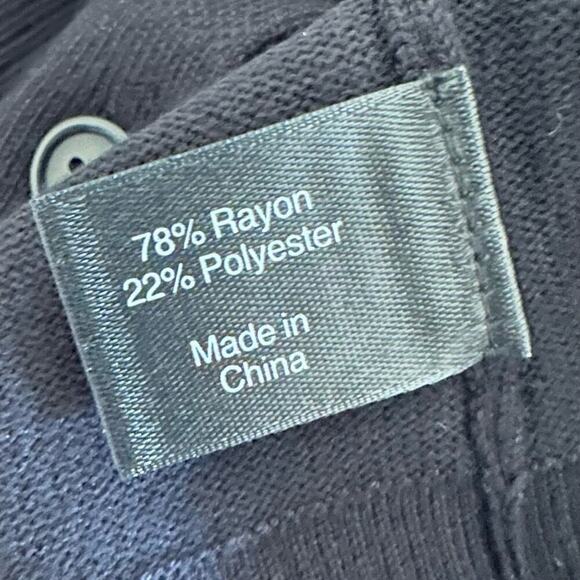 78% Rayon
22% Polyester
Made in
China